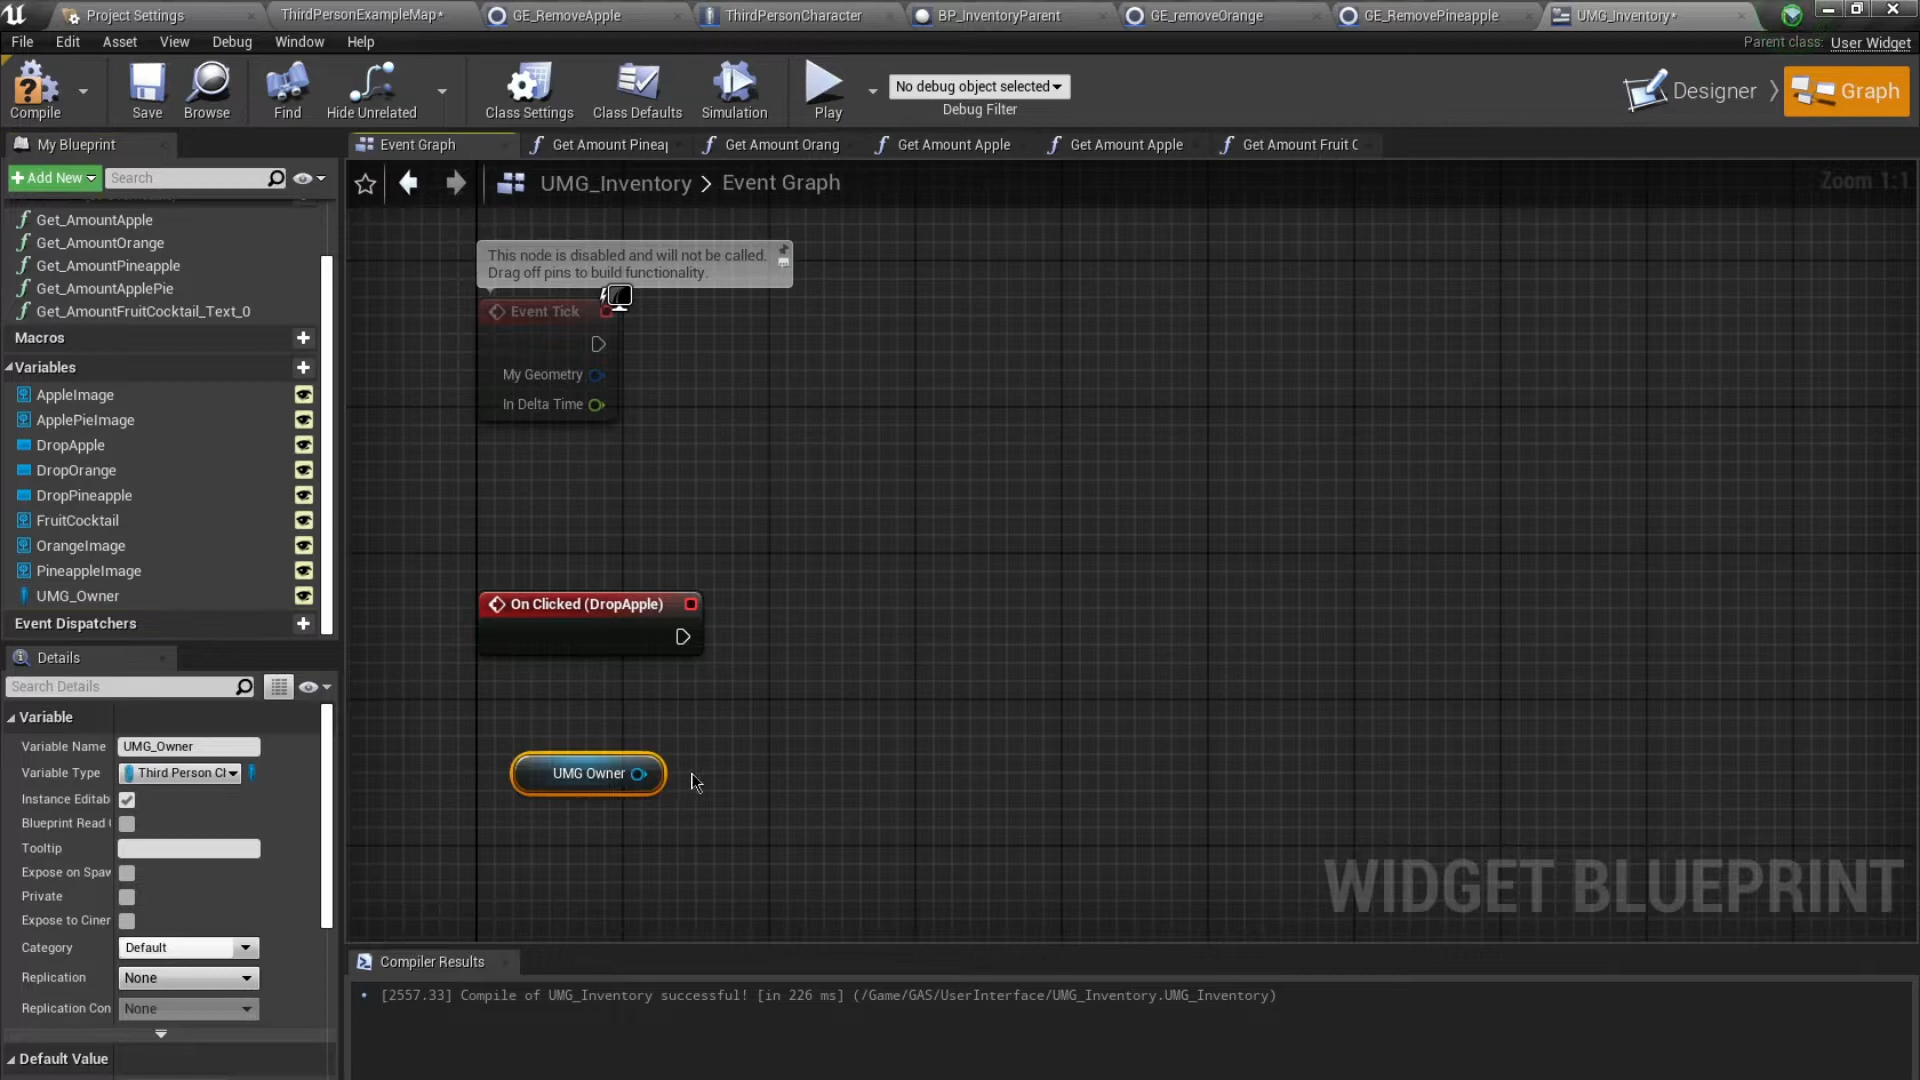 Project Settings
ThirdPersonExampleMap*
GE_RemoveApple
ThirdPersonCharacter
BP_InventoryParent
GE_removeOrange
GE_RemovePineapple
UMG_Inventory*
File
Edit
Asset
View
Debug
Window
Help
Parent class: User Widget
Compile
Save
Browse
Find
Hide Unrelated
Class Settings
Class Defaults
Simulation
Play
No debug object selected
Debug Filter
Designer
Graph
My Blueprint
Event Graph
Get Amount Pineap
Get Amount Orang
Get Amount Apple
Get Amount Apple
Get Amount Fruit C
+ Add New
Search
UMG_Inventory > Event Graph
Zoom 1:1
Get_AmountApple
Get_AmountOrange
Get_AmountPineapple
Get_AmountApplePie
Get_AmountFruitCocktail_Text_0
Macros
Variables
AppleImage
ApplePieImage
DropApple
DropOrange
DropPineapple
FruitCocktail
OrangeImage
PineappleImage
UMG_Owner
Event Dispatchers
This node is disabled and will not be called.
Drag off pins to build functionality.
Event Tick
My Geometry
In Delta Time
On Clicked (DropApple)
UMG Owner
WIDGET BLUEPRINT
Details
Search Details
Variable
Variable Name UMG_Owner
Variable Type Third Person Cl
Instance Editab
Blueprint Read
Tooltip
Expose on Spaw
Private
Expose to Ciner
Category Default
Replication None
Replication Con None
Default Value
Compiler Results
• [2557.33] Compile of UMG_Inventory successful! [in 226 ms] (/Game/GAS/UserInterface/UMG_Inventory.UMG_Inventory)